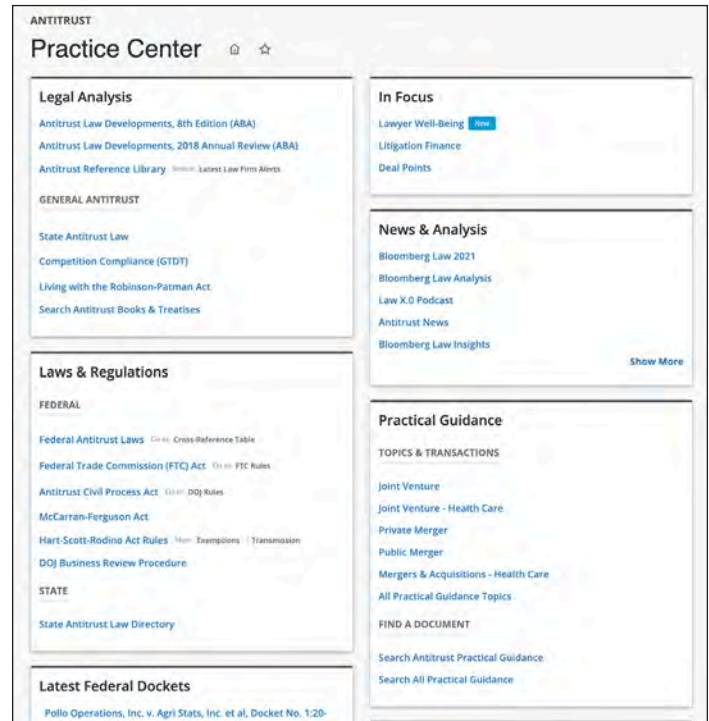 ANTITRUST
Practice Center
Legal Analysis
Antitrust Law Developments, 8th Edition (ABA)
Antitrust Law Developments, 2018 Annual Review (ABA)
Antitrust Reference Library Latest Law Firm Alerts
GENERAL ANTITRUST
State Antitrust Law
Competition Compliance (GTDT)
Living with the Robinson-Patman Act
Search Antitrust Books & Treatises
Laws & Regulations
FEDERAL
Federal Antitrust Laws Go to: Cross-Reference Table
Federal Trade Commission (FTC) Act Go to: FTC Rules
Antitrust Civil Process Act Go to: DOJ Rules
McCarran-Ferguson Act
Hart-Scott-Rodino Act Rules Exemptions | Transmission
DOJ Business Review Procedure
STATE
State Antitrust Law Directory
Latest Federal Dockets
Pollo Operations, Inc. v. Agri Stats, Inc. et al, Docket No. 1:20-
In Focus
Lawyer Well-Being New
Litigation Finance
Deal Points
News & Analysis
Bloomberg Law 2021
Bloomberg Law Analysis
Law X.0 Podcast
Antitrust News
Bloomberg Law Insights
Show More
Practical Guidance
TOPICS & TRANSACTIONS
Joint Venture
Joint Venture - Health Care
Private Merger
Public Merger
Mergers & Acquisitions - Health Care
All Practical Guidance Topics
FIND A DOCUMENT
Search Antitrust Practical Guidance
Search All Practical Guidance